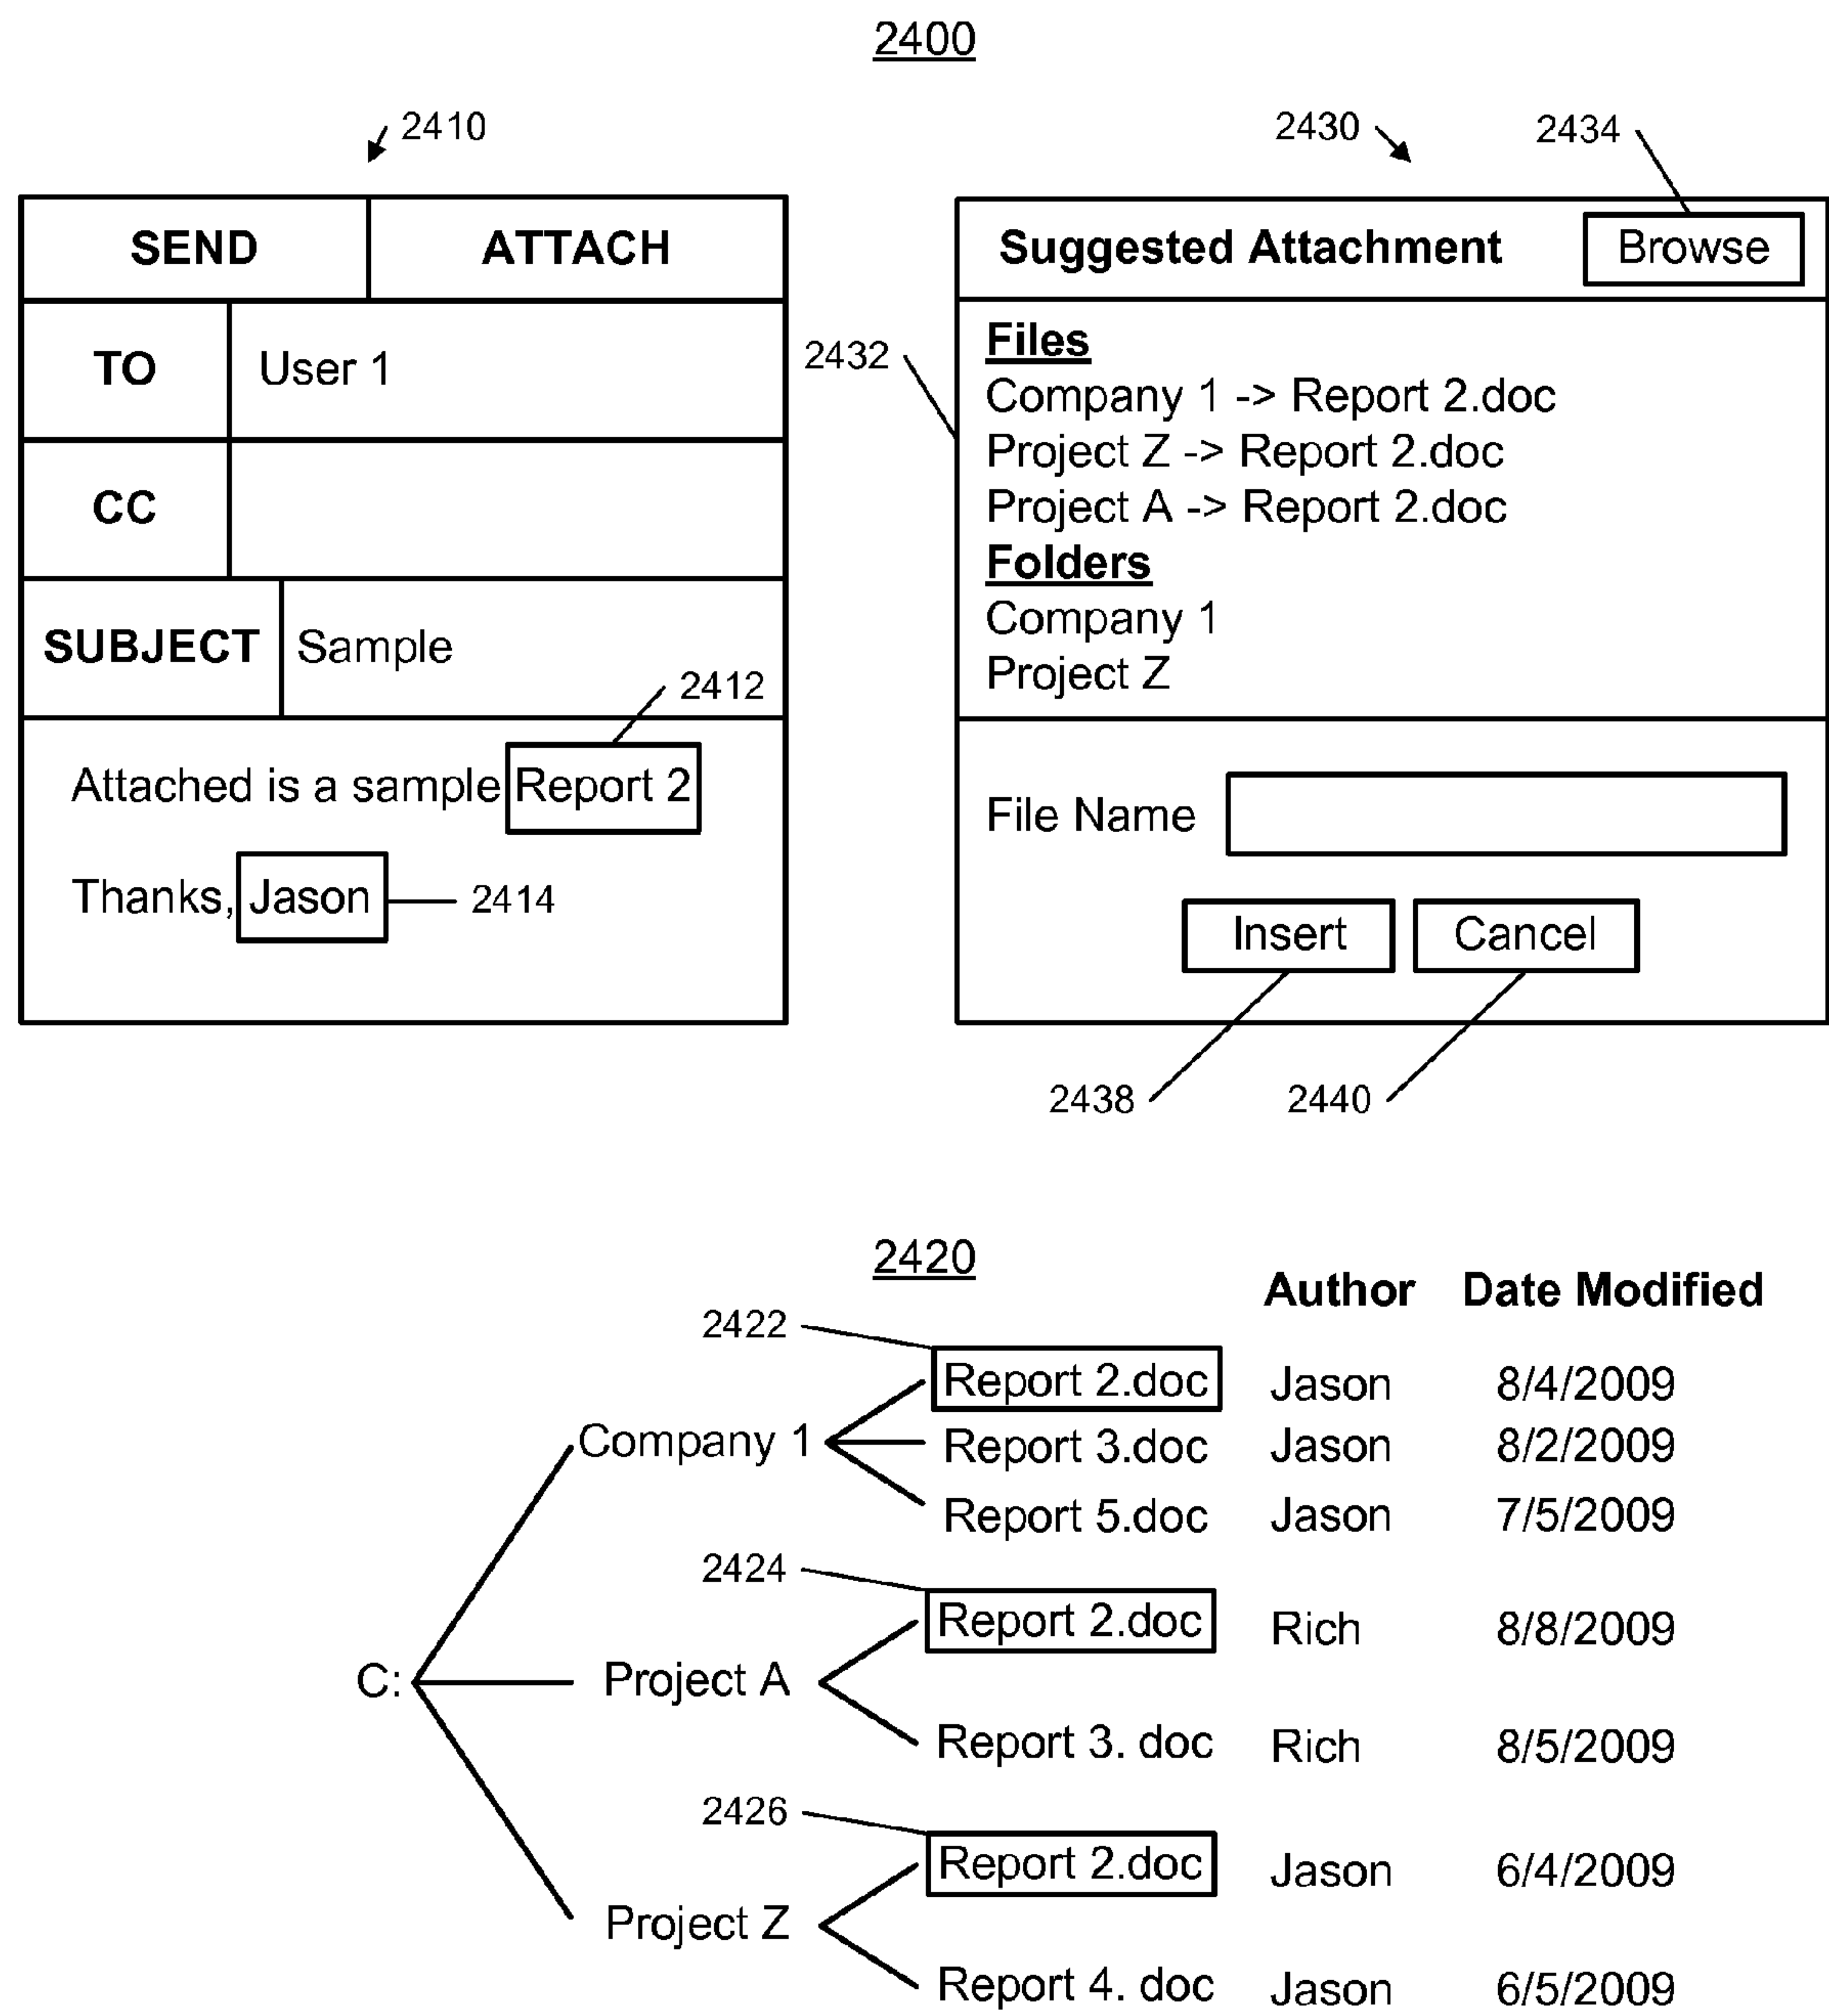 2400
2410
SEND ATTACH
TO User 1
CC
SUBJECT Sample
2412
Attached is a sample Report 2
Thanks, Jason 2414
2430
2434
Suggested Attachment Browse
2432
Files
Company 1 -> Report 2.doc
Project Z -> Report 2.doc
Project A -> Report 2.doc
Folders
Company 1
Project Z
File Name
Insert Cancel
2438 2440
2420
Author Date Modified
2422
Report 2.doc Jason 8/4/2009
Company 1
Report 3.doc Jason 8/2/2009
Report 5.doc Jason 7/5/2009
2424
Report 2.doc Rich 8/8/2009
C: Project A
Report 3. doc Rich 8/5/2009
2426
Report 2.doc Jason 6/4/2009
Project Z
Report 4. doc Jason 6/5/2009